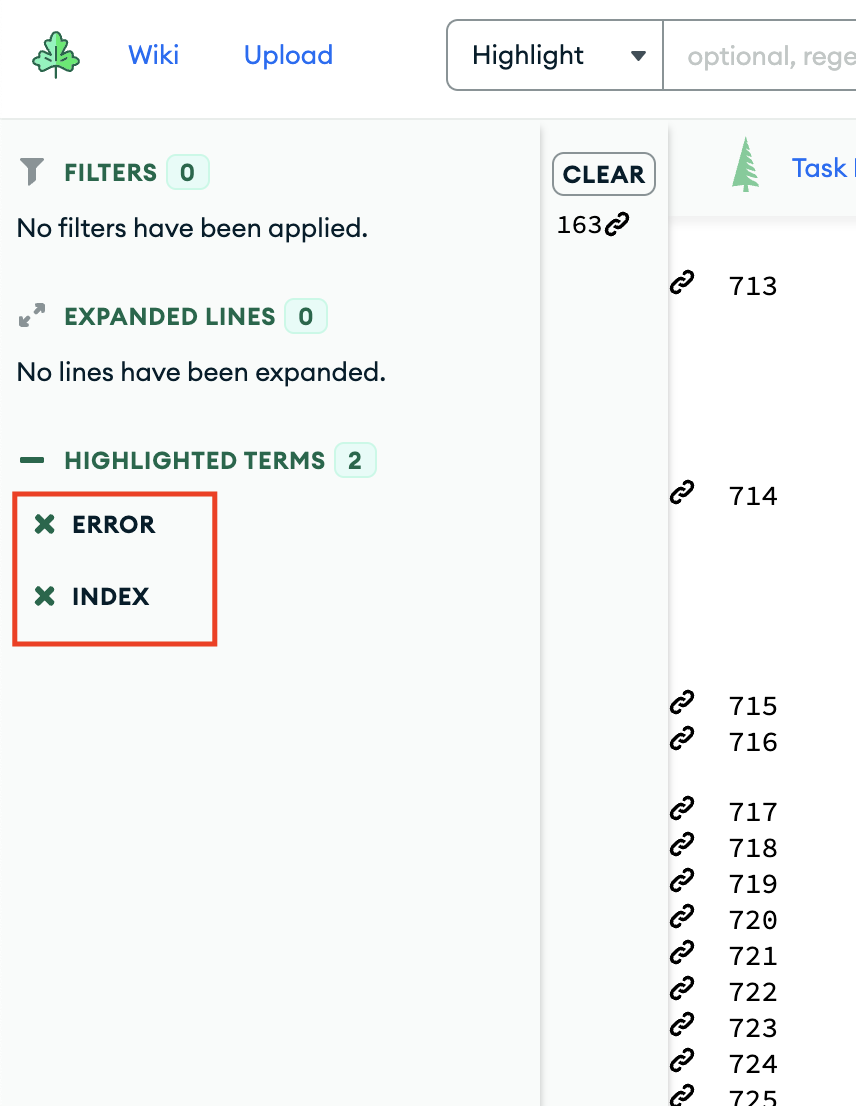 Wiki Upload Highlight optional, rege
FILTERS 0
No filters have been applied.
EXPANDED LINES 0
No lines have been expanded.
HIGHLIGHTED TERMS 2
ERROR
INDEX
CLEAR
163
Task
713
714
715
716
717
718
719
720
721
722
723
724
725